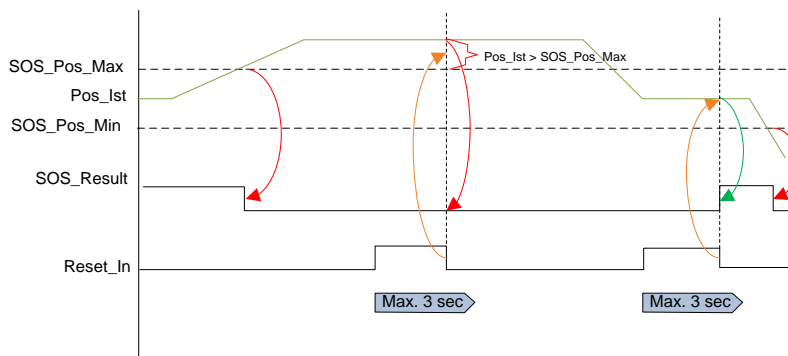 Pos_Ist > SOS_Pos_Max
SOS_Pos_Max
Pos_Ist
SOS_Pos_Min
SOS_Result
Reset_In
Max. 3 sec
Max. 3 sec